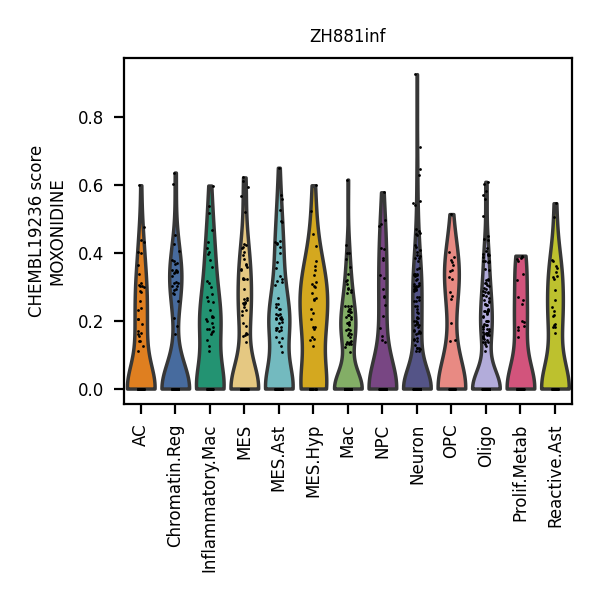 ZH881inf
CHEMBL19236 score
MOXONIDINE
0.8
0.6
0.4
0.2
0.0
AC
Chromatin.Reg
Inflammatory.Mac
MES
MES.Ast
MES.Hyp
Mac
NPC
Neuron
OPC
Oligo
Prolif.Metab
Reactive.Ast